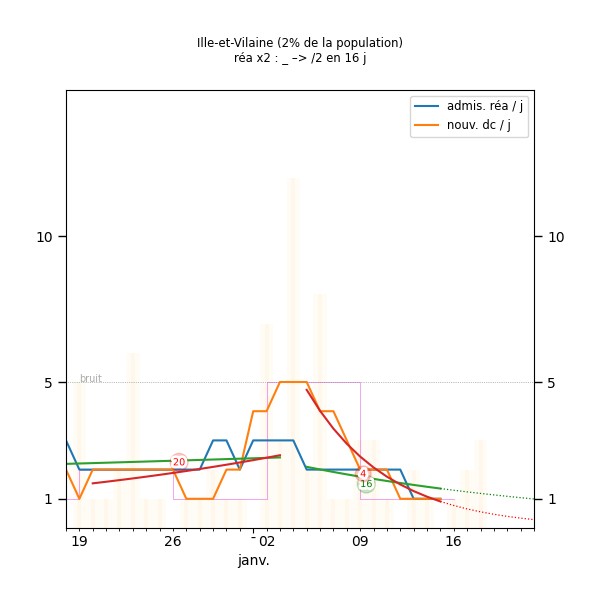 Ille-et-Vilaine (2% de la population)
réa x2 : _ –> /2 en 16 j
admis. réa / j
nouv. dc / j
10 10
bruit
5 5
20
4
16
1 1
19 26 - 02 09 16
janv.